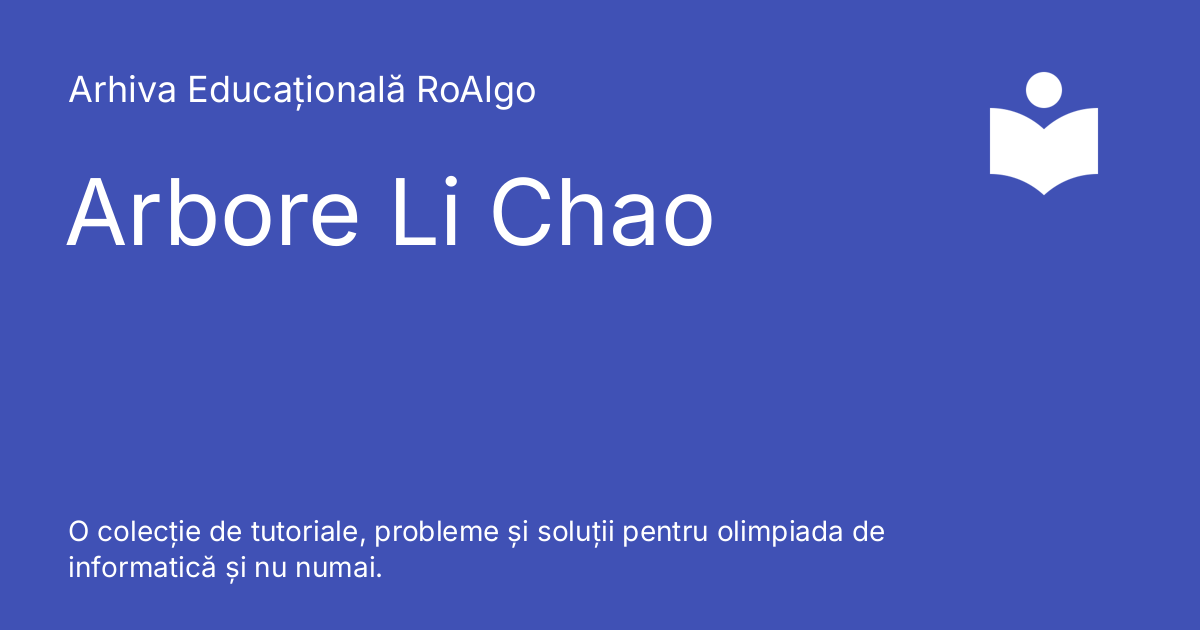 Arhiva Educațională RoAlgo
Arbore Li Chao
O colecție de tutoriale, probleme și soluții pentru olimpiada de
informatică și nu numai.